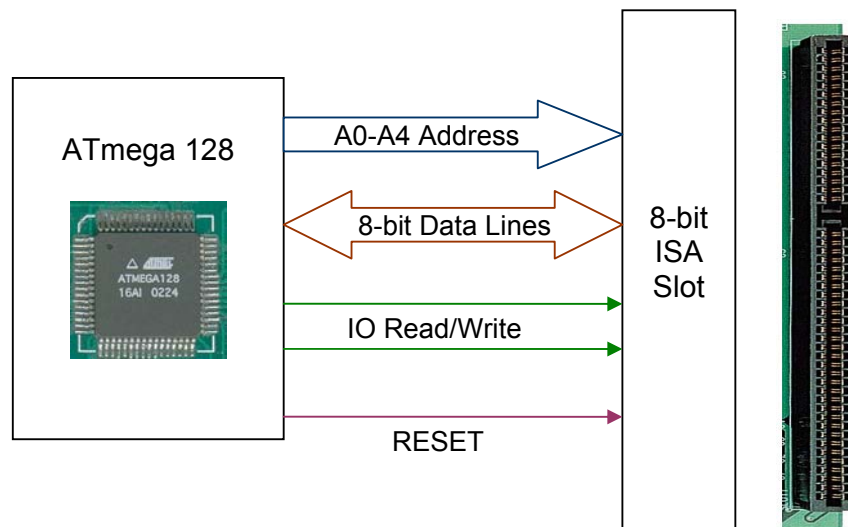 ATmega 128
ATMEL
ATMEGA128
16AI 0224
A0-A4 Address
8-bit Data Lines
IO Read/Write
RESET
8-bit
ISA
Slot